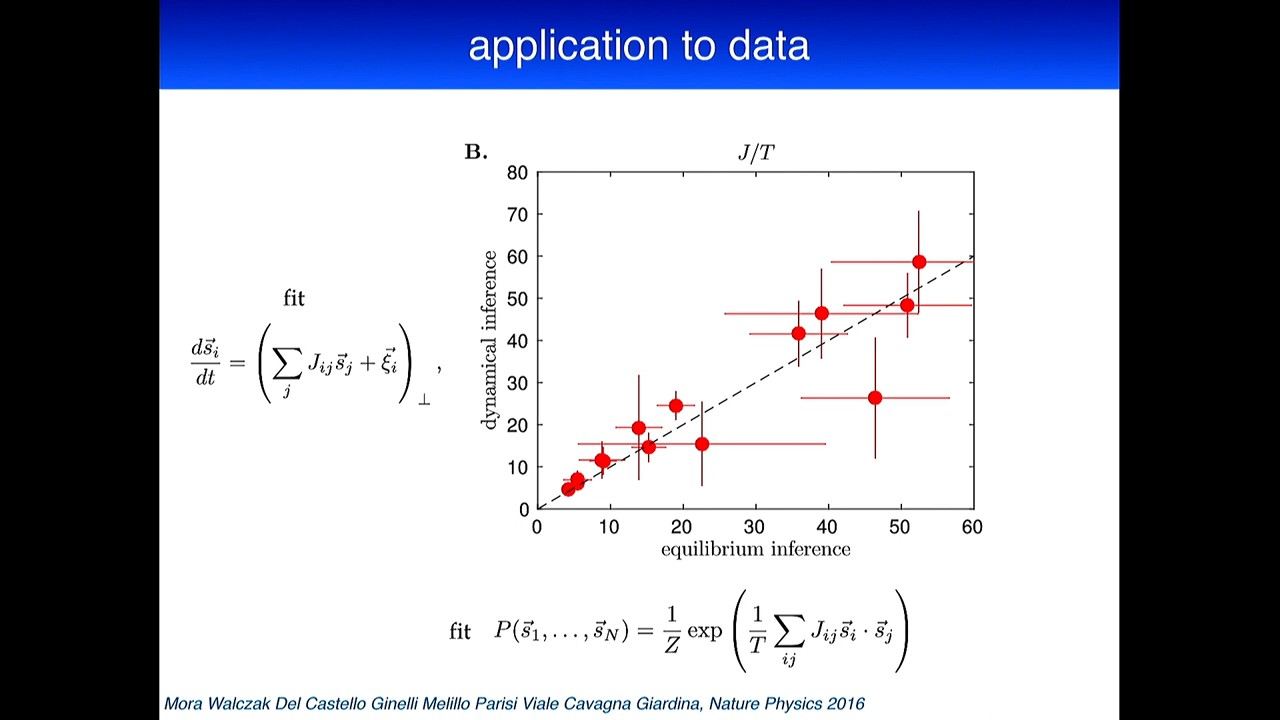 application to data
B.
J/T
80
70
60
50
40
30
20
10
0
dynamical inference
0 10 20 30 40 50 60
equilibrium inference
fit
$\frac{d\vec{s}_i}{dt} = \left( \sum_j J_{ij} \vec{s}_j + \vec{\xi}_i \right)_\perp ,$
fit $P(\vec{s}_1, \ldots, \vec{s}_N) = \frac{1}{Z} \exp \left( \frac{1}{T} \sum_{ij} J_{ij} \vec{s}_i \cdot \vec{s}_j \right)$
Mora Walczak Del Castello Ginelli Melillo Parisi Viale Cavagna Giardina, Nature Physics 2016